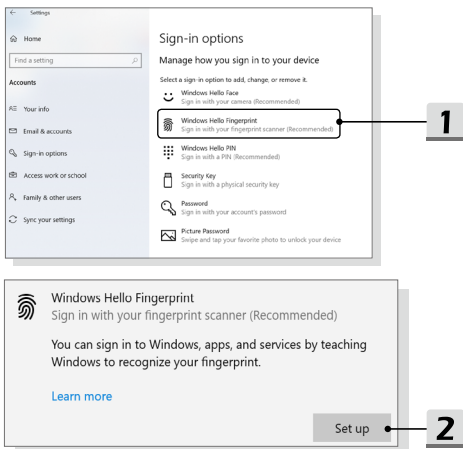 Settings
Home
Find a setting
Accounts
Your info
Email & accounts
Sign-in options
Access work or school
Family & other users
Sync your settings
Sign-in options
Manage how you sign in to your device
Select a sign-in option to add, change, or remove it.
Windows Hello Face
Sign in with your camera (Recommended)
Windows Hello Fingerprint
Sign in with your fingerprint scanner (Recommended)
Windows Hello PIN
Sign in with a PIN (Recommended)
Security Key
Sign in with a physical security key
Password
Sign in with your account's password
Picture Password
Swipe and tap your favorite photo to unlock your device
1
Windows Hello Fingerprint
Sign in with your fingerprint scanner (Recommended)
You can sign in to Windows, apps, and services by teaching
Windows to recognize your fingerprint.
Learn more
Set up
2